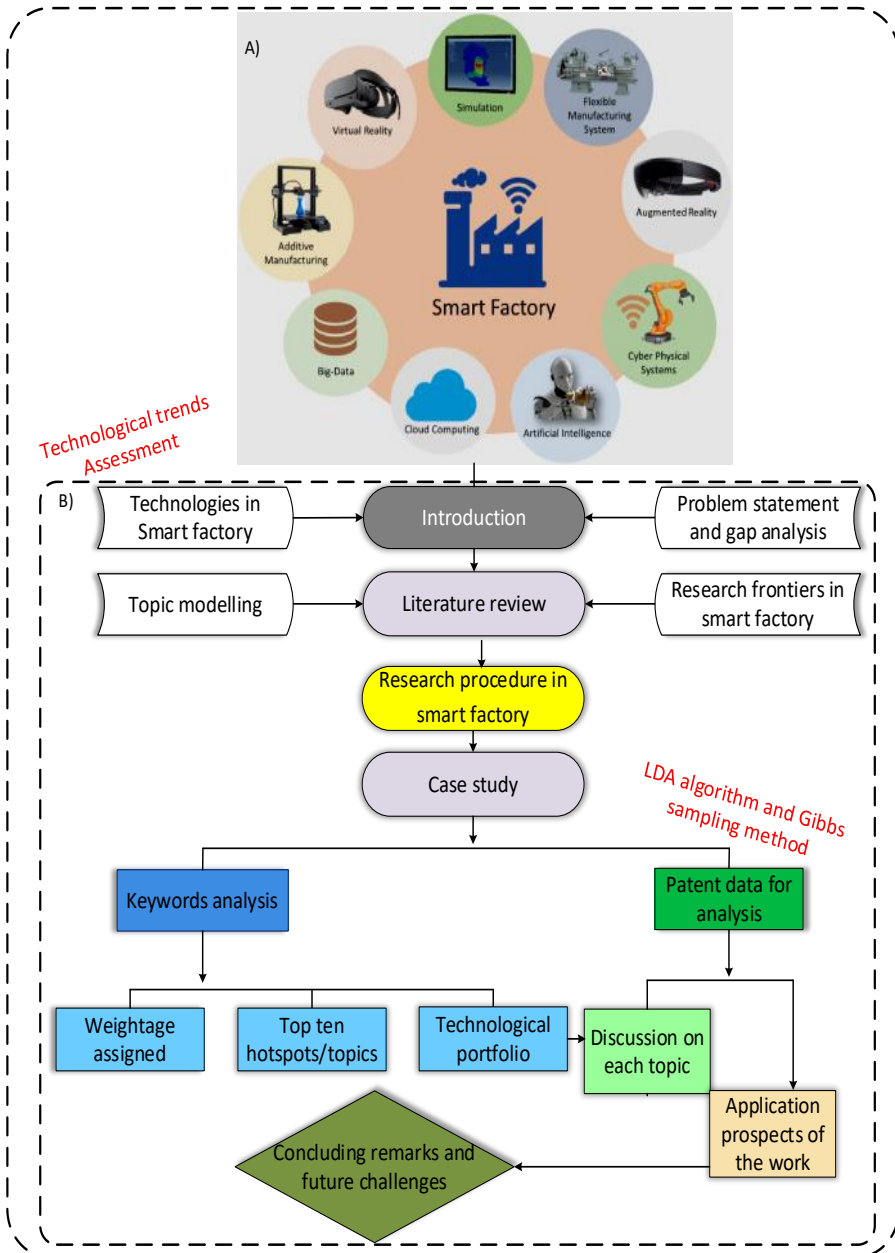 A)
Simulation
Flexible
Manufacturing
System
Virtual Reality
Augmented Reality
Additive
Manufacturing
Smart Factory
Big-Data
Cyber Physical
Systems
Cloud Computing
Artificial Intelligence
Technological trends
Assessment
B)
Technologies in
Smart factory
Introduction
Problem statement
and gap analysis
Topic modelling
Literature review
Research frontiers in
smart factory
Research procedure in
smart factory
Case study
LDA algorithm and Gibbs
sampling method
Keywords analysis
Patent data for
analysis
Weightage
assigned
Top ten
hotspots/topics
Technological
portfolio
Discussion on
each topic
Application
prospects of
the work
Concluding remarks and
future challenges